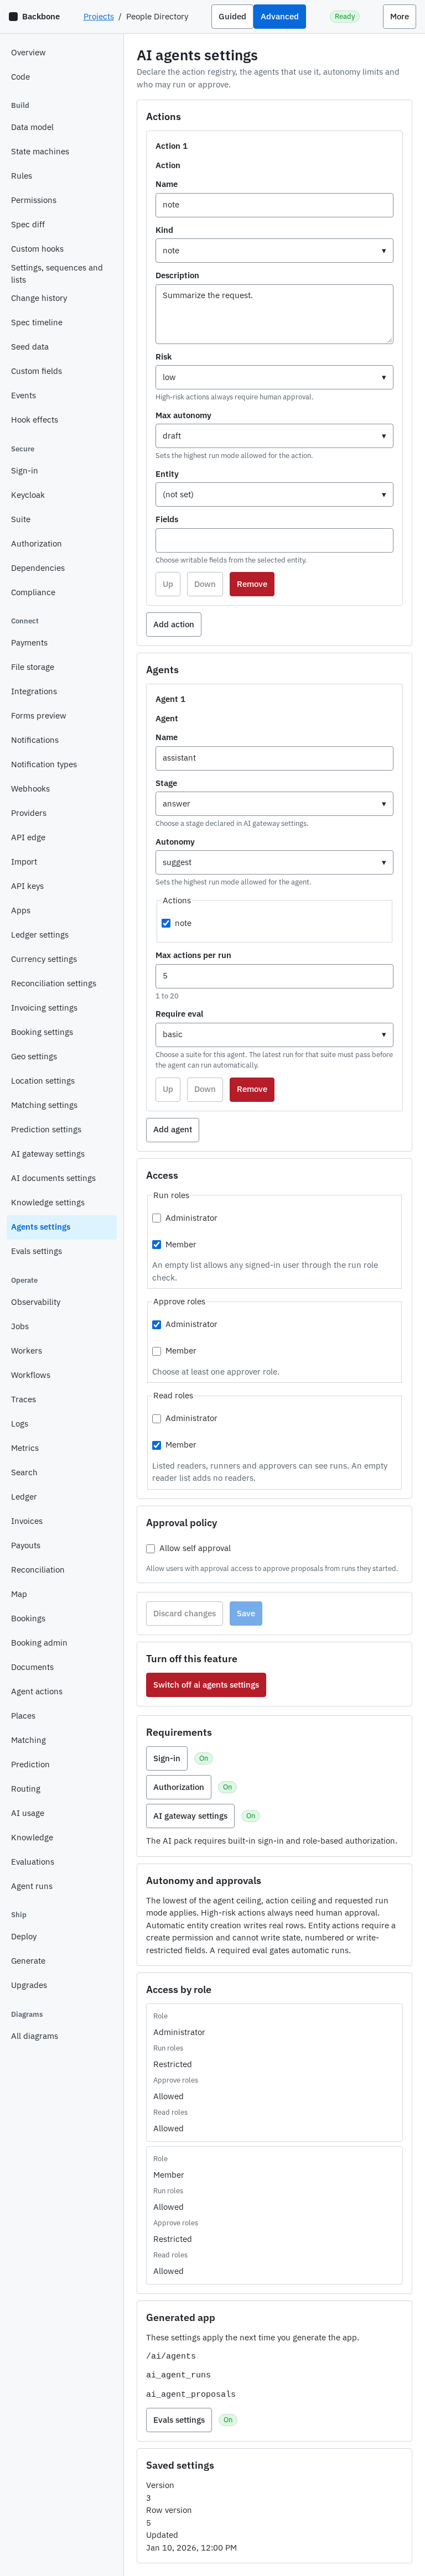 Backbone
Projects / People Directory
Guided
Advanced
Ready
More
Overview
Code
Build
Data model
State machines
Rules
Permissions
Spec diff
Custom hooks
Settings, sequences and
lists
Change history
Spec timeline
Seed data
Custom fields
Events
Hook effects
Secure
Sign-in
Keycloak
Suite
Authorization
Dependencies
Compliance
Connect
Payments
File storage
Integrations
Forms preview
Notifications
Notification types
Webhooks
Providers
API edge
Import
API keys
Apps
Ledger settings
Currency settings
Reconciliation settings
Invoicing settings
Booking settings
Geo settings
Location settings
Matching settings
Prediction settings
AI gateway settings
AI documents settings
Knowledge settings
Agents settings
Evals settings
Operate
Observability
Jobs
Workers
Workflows
Traces
Logs
Metrics
Search
Ledger
Invoices
Payouts
Reconciliation
Map
Bookings
Booking admin
Documents
Agent actions
Places
Matching
Prediction
Routing
AI usage
Knowledge
Evaluations
Agent runs
Ship
Deploy
Generate
Upgrades
Diagrams
All diagrams
AI agents settings
Declare the action registry, the agents that use it, autonomy limits and
who may run or approve.
Actions
Action 1
Action
Name
note
Kind
note
Description
Summarize the request.
Risk
low
High-risk actions always require human approval.
Max autonomy
draft
Sets the highest run mode allowed for the action.
Entity
(not set)
Fields
Choose writable fields from the selected entity.
Up
Down
Remove
Add action
Agents
Agent 1
Agent
Name
assistant
Stage
answer
Choose a stage declared in AI gateway settings.
Autonomy
suggest
Sets the highest run mode allowed for the agent.
Actions
note
Max actions per run
5
1 to 20
Require eval
basic
Choose a suite for this agent. The latest run for that suite must pass before
the agent can run automatically.
Up
Down
Remove
Add agent
Access
Run roles
Administrator
Member
An empty list allows any signed-in user through the run role
check.
Approve roles
Administrator
Member
Choose at least one approver role.
Read roles
Administrator
Member
Listed readers, runners and approvers can see runs. An empty
reader list adds no readers.
Approval policy
Allow self approval
Allow users with approval access to approve proposals from runs they started.
Discard changes
Save
Turn off this feature
Switch off ai agents settings
Requirements
Sign-in
On
Authorization
On
AI gateway settings
On
The AI pack requires built-in sign-in and role-based authorization.
Autonomy and approvals
The lowest of the agent ceiling, action ceiling and requested run
mode applies. High-risk actions always need human approval.
Automatic entity creation writes real rows. Entity actions require a
create permission and cannot write state, numbered or write-
restricted fields. A required eval gates automatic runs.
Access by role
Role
Administrator
Run roles
Restricted
Approve roles
Allowed
Read roles
Allowed
Role
Member
Run roles
Allowed
Approve roles
Restricted
Read roles
Allowed
Generated app
These settings apply the next time you generate the app.
/ai/agents
ai_agent_runs
ai_agent_proposals
Evals settings
On
Saved settings
Version
3
Row version
5
Updated
Jan 10, 2026, 12:00 PM